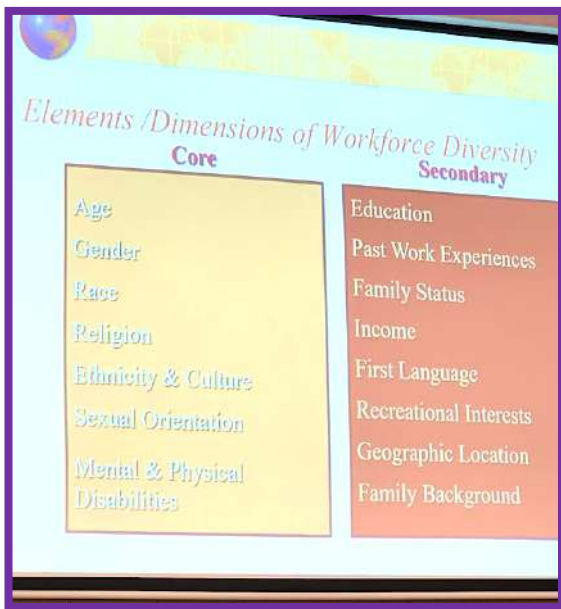 Elements /Dimensions of Workforce Diversity
Core
Age
Gender
Race
Religion
Ethnicity & Culture
Sexual Orientation
Mental & Physical
Disabilities
Secondary
Education
Past Work Experiences
Family Status
Income
First Language
Recreational Interests
Geographic Location
Family Background